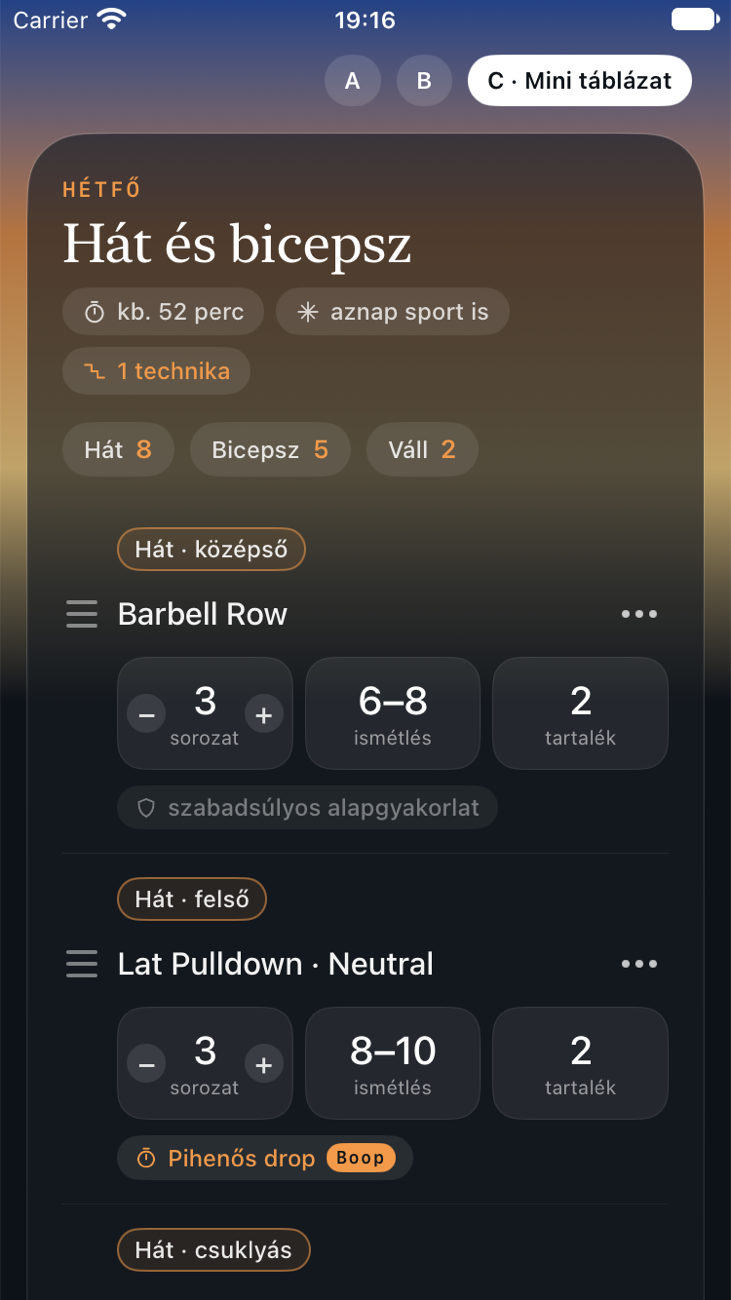 Carrier 19:16
A B C · Mini táblázat
HÉTFŐ
Hát és bicepsz
kb. 52 perc aznap sport is
1 technika
Hát 8 Bicepsz 5 Váll 2
Hát · középső
Barbell Row
− 3 + 6–8 2
sorozat ismétlés tartalék
szabadsúlyos alapgyakorlat
Hát · felső
Lat Pulldown · Neutral
− 3 + 8–10 2
sorozat ismétlés tartalék
Pihenős drop Boop
Hát · csuklyás